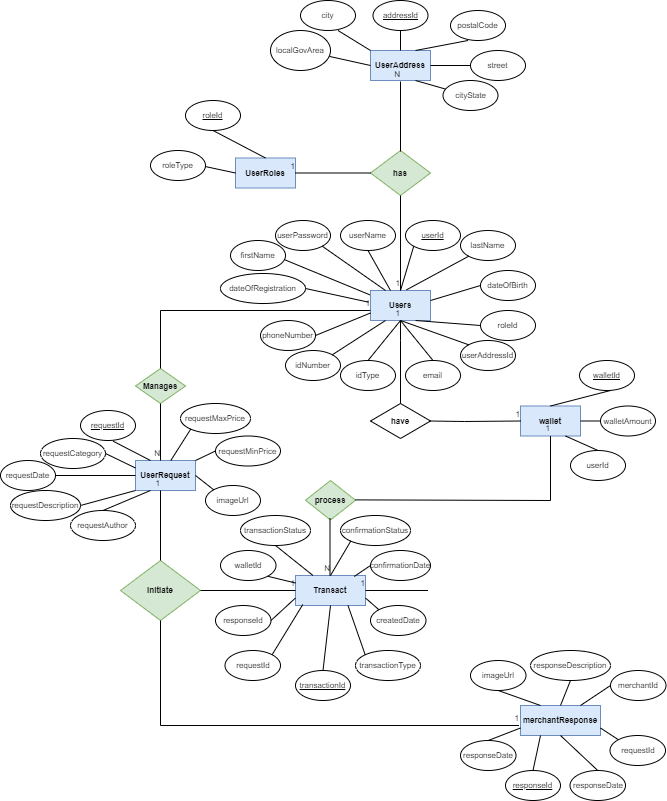 city
addressId
postalCode
localGovArea
UserAddress
N
street
cityState
roleId
roleType
UserRoles
1
has
userPassword
userName
userId
lastName
firstName
dateOfRegistration
dateOfBirth
1
1
Users
1
phoneNumber
roleId
idNumber
userAddressId
idType
email
Manages
have
walletId
1
wallet
1
walletAmount
userId
requestId
requestMaxPrice
requestCategory
N
requestMinPrice
requestDate
UserRequest
1
requestDescription
imageUrl
requestAuthor
process
transactionStatus
confirmationStatus
walletId
N
confirmationDate
Initiate
1
Transact
1
responseId
createdDate
requestId
transactionType
transactionId
imageUrl
responseDescription
merchantId
1
merchantResponse
responseDate
requestId
responseId
responseDate